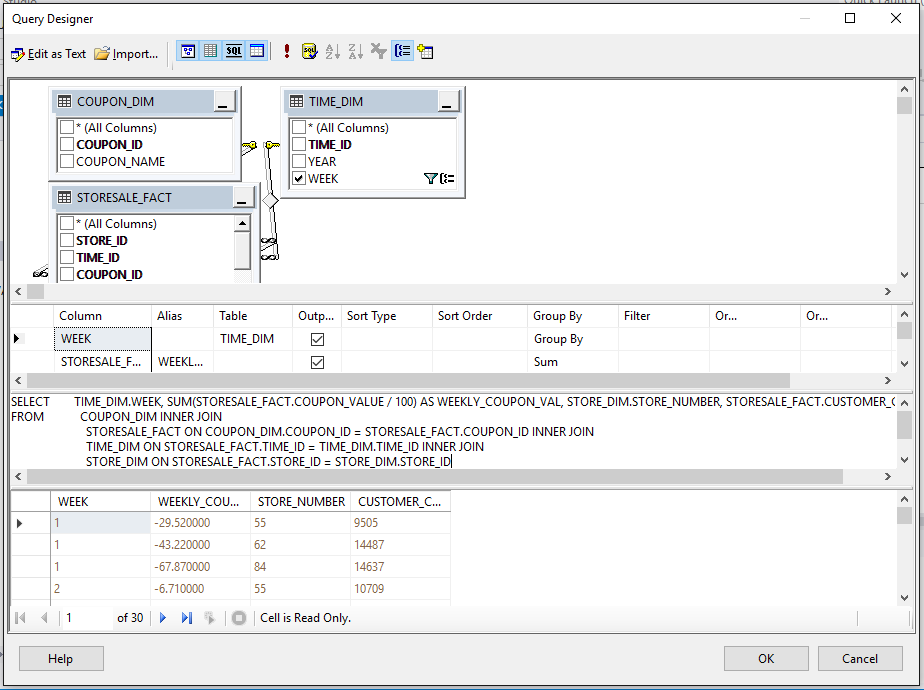 Query Designer
Edit as Text Import...
SQL
COUPON_DIM
* (All Columns)
COUPON_ID
COUPON_NAME
TIME_DIM
* (All Columns)
TIME_ID
YEAR
WEEK
STORESALE_FACT
* (All Columns)
STORE_ID
TIME_ID
COUPON_ID
Column Alias Table Outp... Sort Type Sort Order Group By Filter Or... Or...
WEEK TIME_DIM Group By
STORESALE_F... WEEKL... Sum
SELECT TIME_DIM.WEEK, SUM(STORESALE_FACT.COUPON_VALUE / 100) AS WEEKLY_COUPON_VAL, STORE_DIM.STORE_NUMBER, STORESALE_FACT.CUSTOMER_C
FROM COUPON_DIM INNER JOIN
STORESALE_FACT ON COUPON_DIM.COUPON_ID = STORESALE_FACT.COUPON_ID INNER JOIN
TIME_DIM ON STORESALE_FACT.TIME_ID = TIME_DIM.TIME_ID INNER JOIN
STORE_DIM ON STORESALE_FACT.STORE_ID = STORE_DIM.STORE_ID
WEEK WEEKLY_COU... STORE_NUMBER CUSTOMER_C...
1 -29.520000 55 9505
1 -43.220000 62 14487
1 -67.870000 84 14637
2 -6.710000 55 10709
1 of 30 Cell is Read Only.
Help OK Cancel